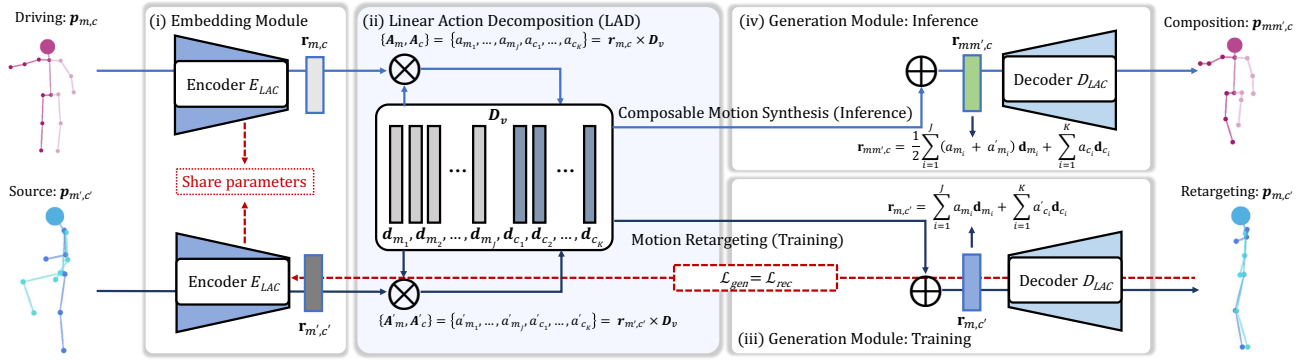 Driving: p_{m,c}
(i) Embedding Module
r_{m,c}
Encoder E_{LAC}
Share parameters
Source: p_{m',c'}
Encoder E_{LAC}
r_{m',c'}
(ii) Linear Action Decomposition (LAD)
{A_m, A_c} = {a_{m_1}, ..., a_{m_J}, a_{c_1}, ..., a_{c_K}} = r_{m,c} × D_v
D_v
... ...
d_{m_1}, d_{m_2}, ..., d_{m_J}, d_{c_1}, d_{c_2}, ..., d_{c_K}
{A'_m, A'_c} = {a'_{m_1}, ..., a'_{m_J}, a'_{c_1}, ..., a'_{c_K}} = r_{m',c'} × D_v
Composable Motion Synthesis (Inference)
Motion Retargeting (Training)
ℒ_{gen} = ℒ_{rec}
(iv) Generation Module: Inference
r_{mm',c}
Decoder D_{LAC}
r_{mm',c} = \frac{1}{2} \sum_{i=1}^{J} (a_{m_i} + a'_{m_i}) d_{m_i} + \sum_{i=1}^{K} a_{c_i} d_{c_i}
Composition: p_{mm',c}
r_{m,c'} = \sum_{i=1}^{J} a_{m_i} d_{m_i} + \sum_{i=1}^{K} a'_{c_i} d_{c_i}
Decoder D_{LAC}
r_{m,c'}
(iii) Generation Module: Training
Retargeting: p_{m,c'}